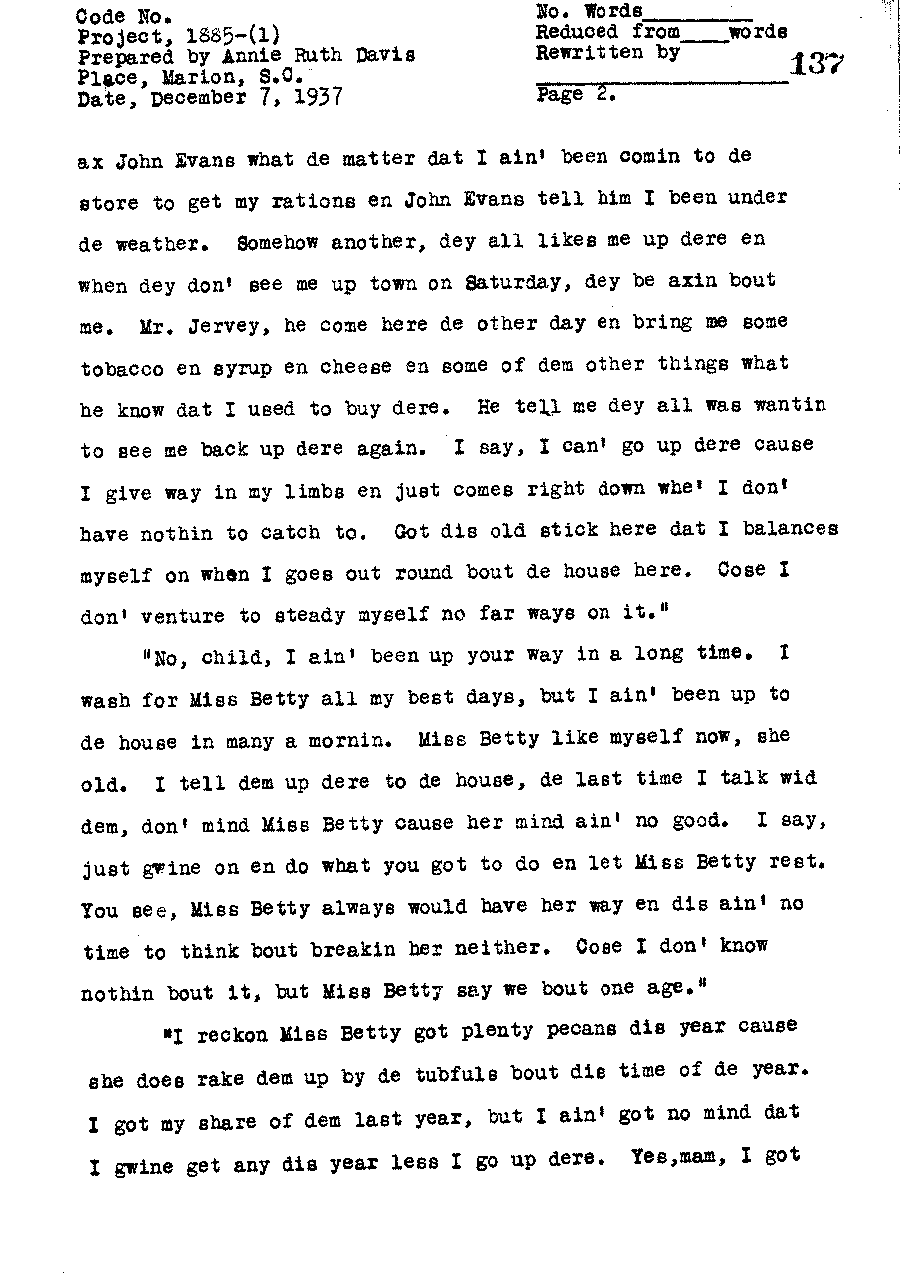 Code No.
Project, 1885-(1)
Prepared by Annie Ruth Davis
Place, Marion, S.C.
Date, December 7, 1937
No. Words__________
Reduced from____words
Rewritten by
137
Page 2.
ax John Evans what de matter dat I ain' been comin to de
store to get my rations en John Evans tell him I been under
de weather. Somehow another, dey all likes me up dere en
when dey don' see me up town on Saturday, dey be axin bout
me. Mr. Jervey, he come here de other day en bring me some
tobacco en syrup en cheese en some of dem other things what
he know dat I used to buy dere. He tell me dey all was wantin
to see me back up dere again. I say, I can' go up dere cause
I give way in my limbs en just comes right down whe' I don'
have nothin to catch to. Got dis old stick here dat I balances
myself on when I goes out round bout de house here. Cose I
don' venture to steady myself no far ways on it."
"No, child, I ain' been up your way in a long time. I
wash for Miss Betty all my best days, but I ain' been up to
de house in many a mornin. Miss Betty like myself now, she
old. I tell dem up dere to de house, de last time I talk wid
dem, don' mind Miss Betty cause her mind ain' no good. I say,
just gwine on en do what you got to do en let Miss Betty rest.
You see, Miss Betty always would have her way en dis ain' no
time to think bout breakin her neither. Cose I don' know
nothin bout it, but Miss Betty say we bout one age."
"I reckon Miss Betty got plenty pecans dis year cause
she does rake dem up by de tubfuls bout dis time of de year.
I got my share of dem last year, but I ain' got no mind dat
I gwine get any dis year less I go up dere. Yes,mam, I got